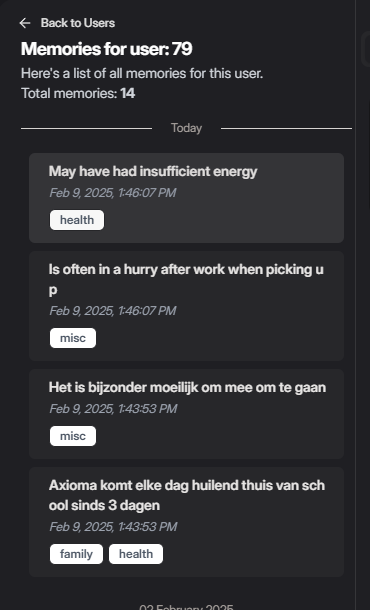 ← Back to Users
Memories for user: 79
Here's a list of all memories for this user.
Total memories: 14
Today
May have had insufficient energy
Feb 9, 2025, 1:46:07 PM
health
Is often in a hurry after work when picking u
p
Feb 9, 2025, 1:46:07 PM
misc
Het is bijzonder moeilijk om mee om te gaan
Feb 9, 2025, 1:43:53 PM
misc
Axioma komt elke dag huilend thuis van sch
ool sinds 3 dagen
Feb 9, 2025, 1:43:53 PM
family health
02 February 2025